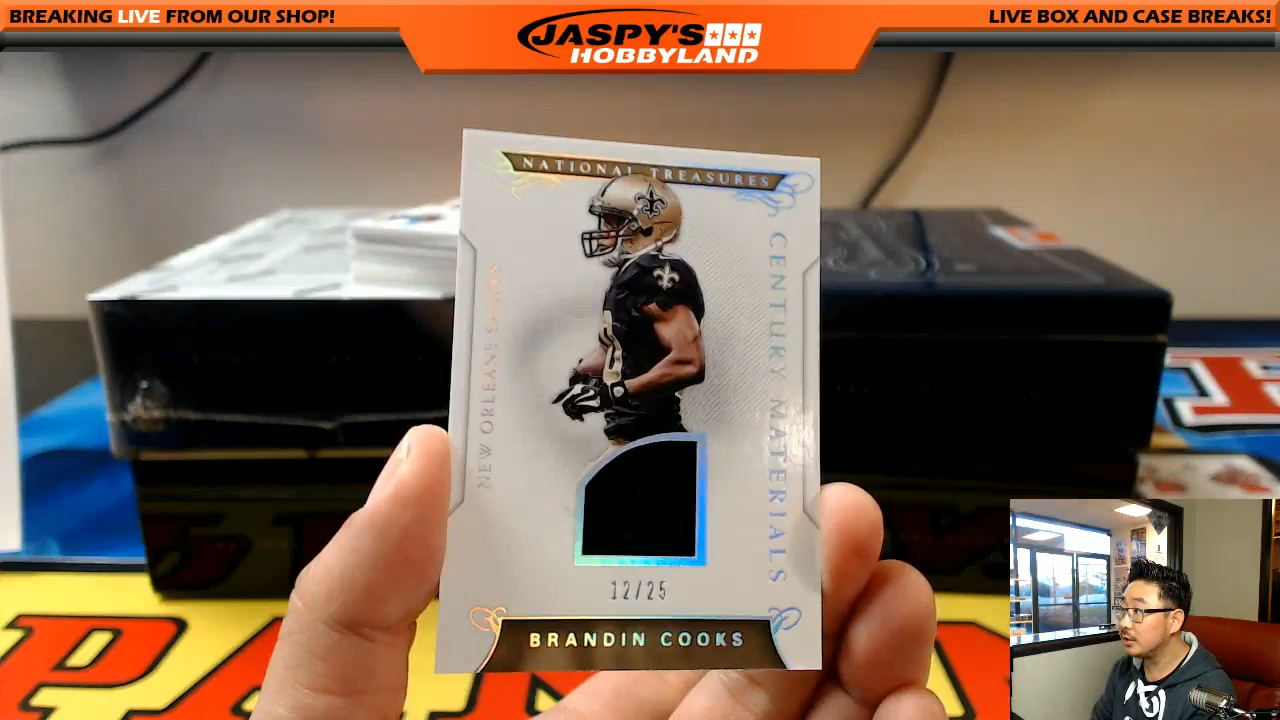 BREAKING LIVE FROM OUR SHOP!
JASPY'S
HOBBYLAND
LIVE BOX AND CASE BREAKS!
NATIONAL TREASURES
NEW ORLEANS SAINTS
CENTURY MATERIALS
12/25
BRANDIN COOKS